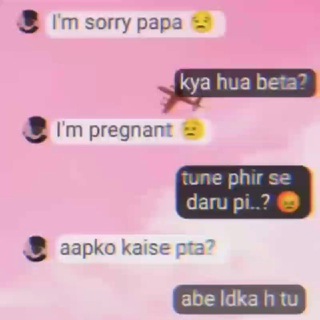 I'm sorry papa 😟
kya hua beta?
I'm pregnant 😟
tune phir se
daru pi..? 😡
aapko kaise pta?
abe ldka h tu